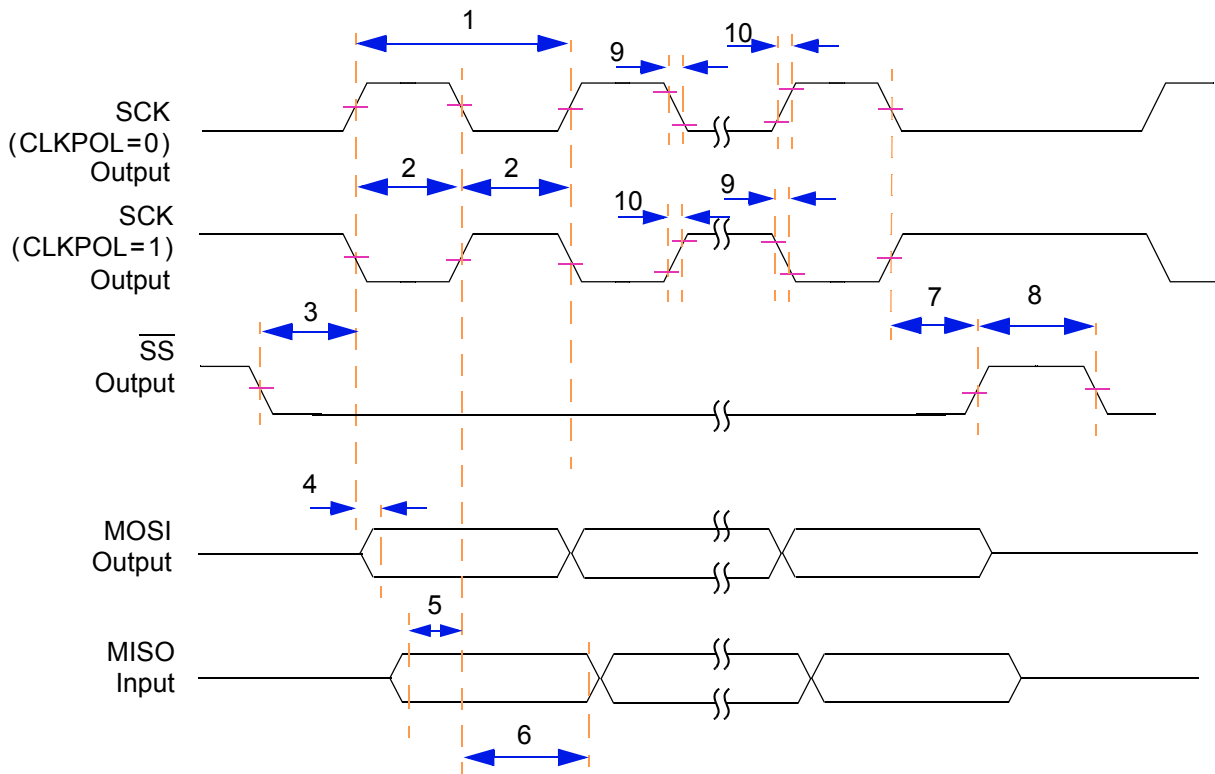 1
9
10
SCK
(CLKPOL=0)
Output
2
2
10
9
SCK
(CLKPOL=1)
Output
3
7
8
SS
Output
4
MOSI
Output
5
MISO
Input
6